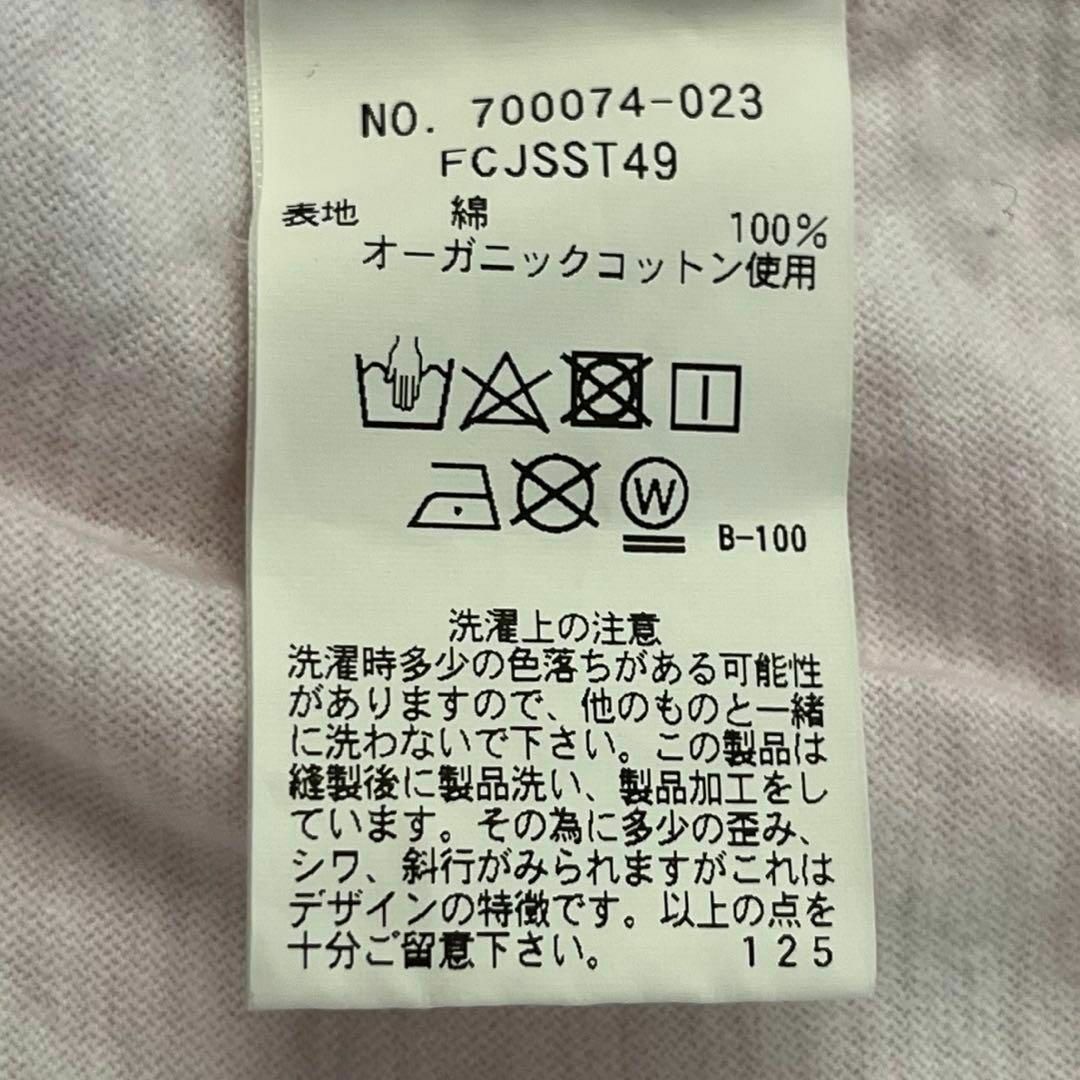 NO. 700074-023
FCJSST49
表地 綿 100%
オーガニックコットン使用
W
B-100
洗濯上の注意
洗濯時多少の色落ちがある可能性
がありますので、他のものと一緒
に洗わないで下さい。この製品は
縫製後に製品洗い、製品加工をし
ています。その為に多少の歪み、
シワ、斜行がみられますがこれは
デザインの特徴です。以上の点を
十分ご留意下さい。 125